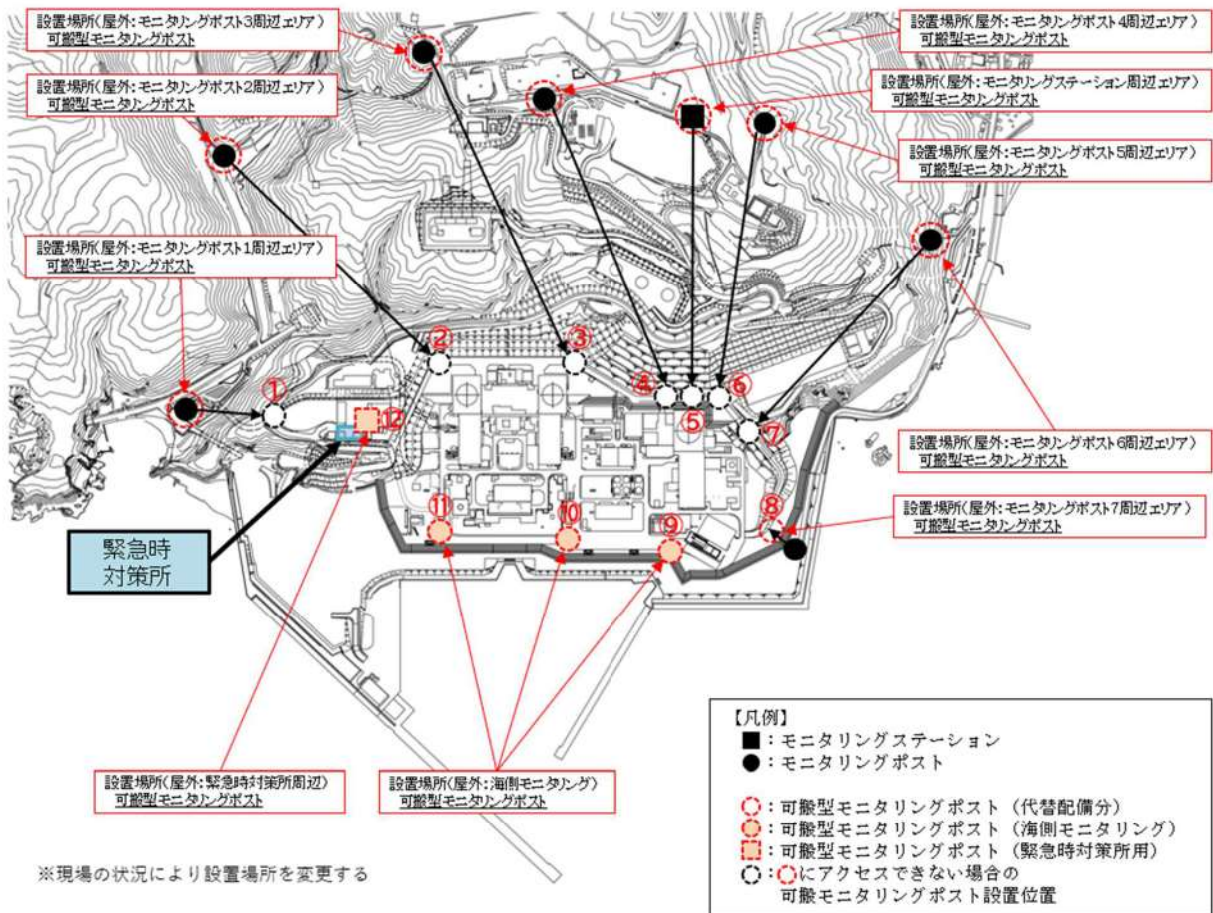 設置場所(屋外:モニタリングポスト3周辺エリア)
可搬型モニタリングポスト
設置場所(屋外:モニタリングポスト2周辺エリア)
可搬型モニタリングポスト
設置場所(屋外:モニタリングポスト4周辺エリア)
可搬型モニタリングポスト
設置場所(屋外:モニタリングステーション周辺エリア)
可搬型モニタリングポスト
設置場所(屋外:モニタリングポスト5周辺エリア)
可搬型モニタリングポスト
設置場所(屋外:モニタリングポスト1周辺エリア)
可搬型モニタリングポスト
①
②
③
④
⑤
⑥
⑦
⑧
⑨
⑩
⑪
⑫
設置場所(屋外:モニタリングポスト6周辺エリア)
可搬型モニタリングポスト
設置場所(屋外:モニタリングポスト7周辺エリア)
可搬型モニタリングポスト
緊急時
対策所
設置場所(屋外:緊急時対策所周辺)
可搬型モニタリングポスト
設置場所(屋外:海側モニタリング)
可搬型モニタリングポスト
※現場の状況により設置場所を変更する
【凡例】
■:モニタリングステーション
●:モニタリングポスト
:可搬型モニタリングポスト(代替配備分)
:可搬型モニタリングポスト(海側モニタリング)
:可搬型モニタリングポスト(緊急時対策所用)
:にアクセスできない場合の
可搬モニタリングポスト設置位置